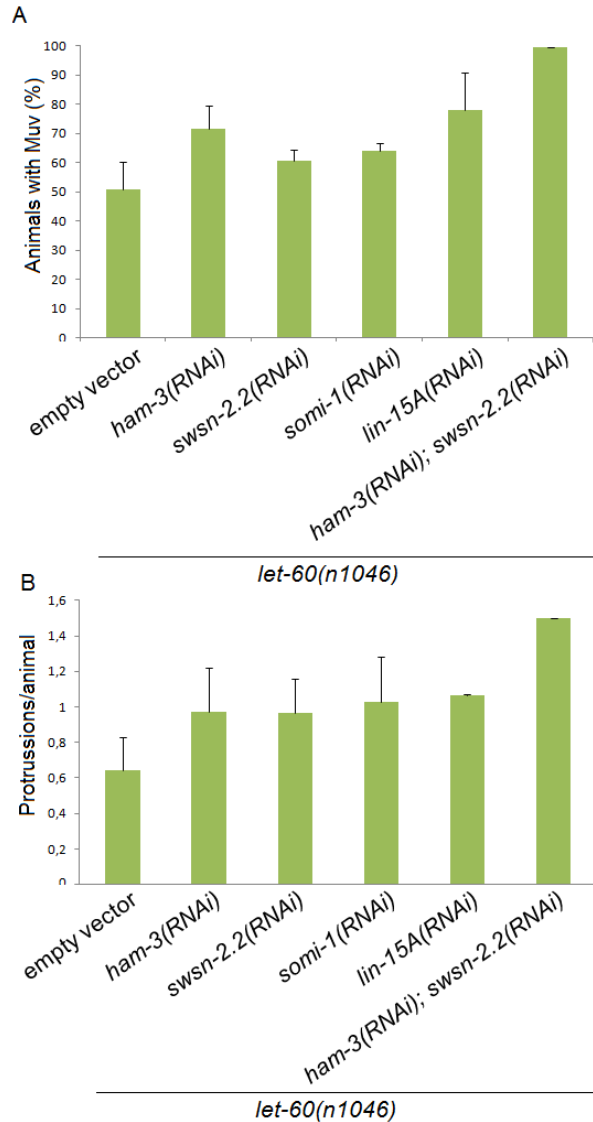 A
Animals with Muv (%)
100
90
80
70
60
50
40
30
20
10
0
empty vector
ham-3(RNAi)
swsn-2.2(RNAi)
somi-1(RNAi)
lin-15A(RNAi)
ham-3(RNAi); swsn-2.2(RNAi)
let-60(n1046)
B
Protrussions/animal
1,6
1,4
1,2
1
0,8
0,6
0,4
0,2
0
empty vector
ham-3(RNAi)
swsn-2.2(RNAi)
somi-1(RNAi)
lin-15A(RNAi)
ham-3(RNAi); swsn-2.2(RNAi)
let-60(n1046)